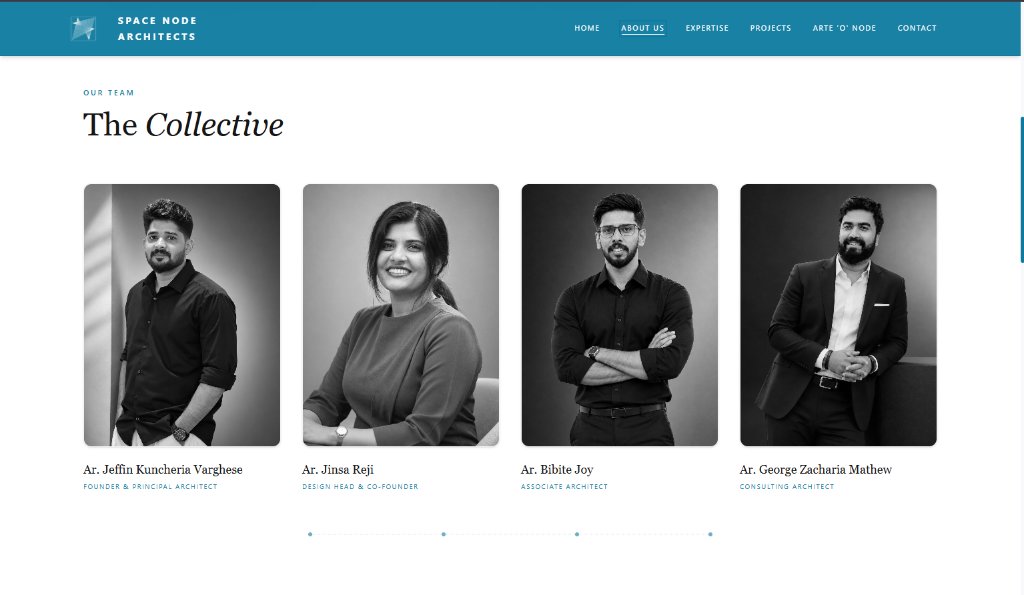 SPACE NODE
ARCHITECTS
HOME
ABOUT US
EXPERTISE
PROJECTS
ARTE 'O' NODE
CONTACT
OUR TEAM
The Collective
Ar. Jeffin Kuncheria Varghese
FOUNDER & PRINCIPAL ARCHITECT
Ar. Jinsa Reji
DESIGN HEAD & CO-FOUNDER
Ar. Bibite Joy
ASSOCIATE ARCHITECT
Ar. George Zacharia Mathew
CONSULTING ARCHITECT